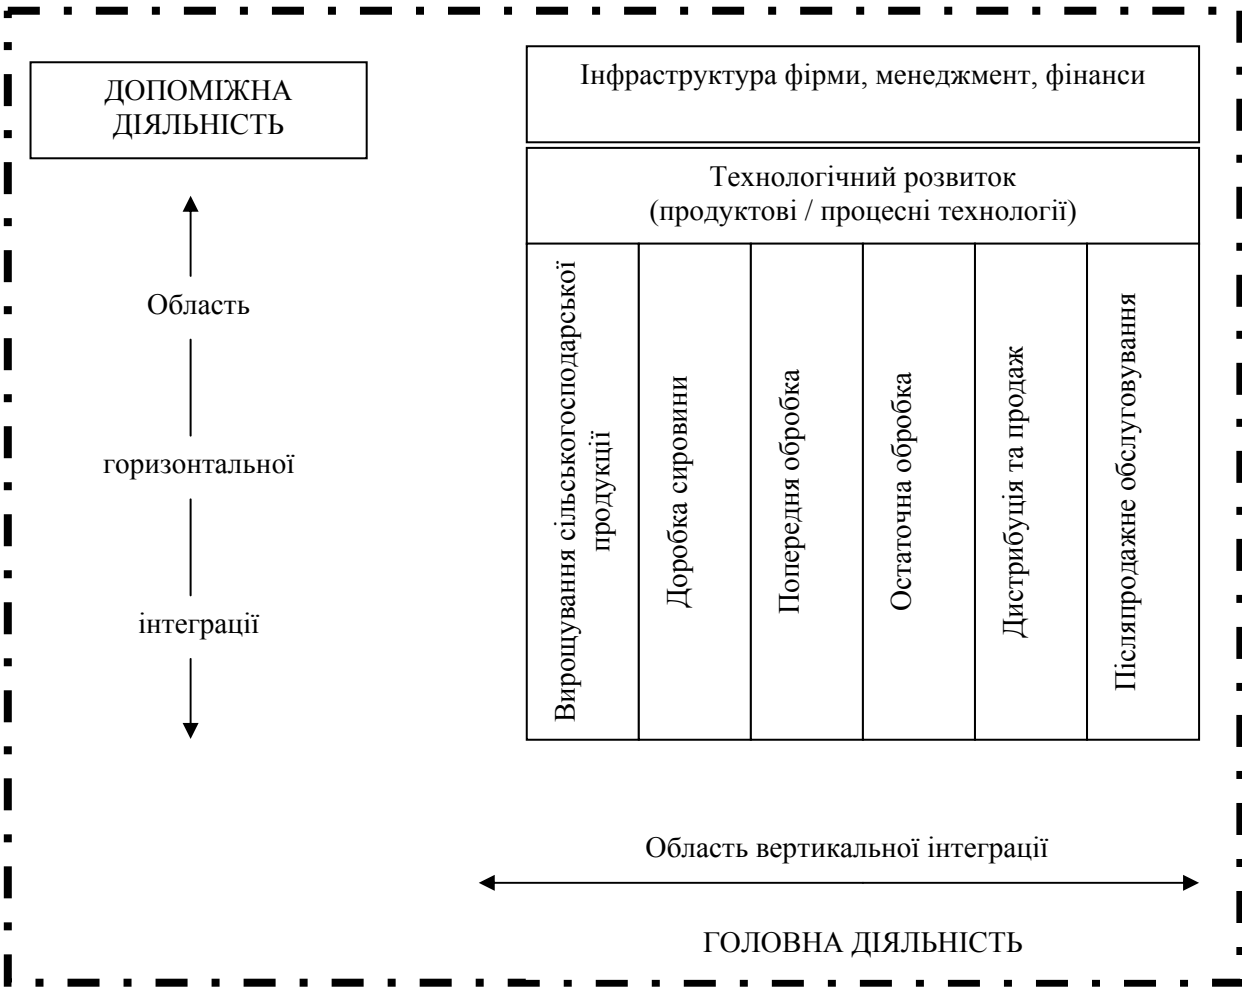 ДОПОМІЖНА
ДІЯЛЬНІСТЬ
Область
горизонтальної
інтеграції
Інфраструктура фірми, менеджмент, фінанси
Технологічний розвиток
(продуктові / процесні технології)
Вирощування сільськогосподарської
продукції
Доробка сировини
Попередня обробка
Остаточна обробка
Дистрибуція та продаж
Післяпродажне обслуговування
Область вертикальної інтеграції
ГОЛОВНА ДІЯЛЬНІСТЬ